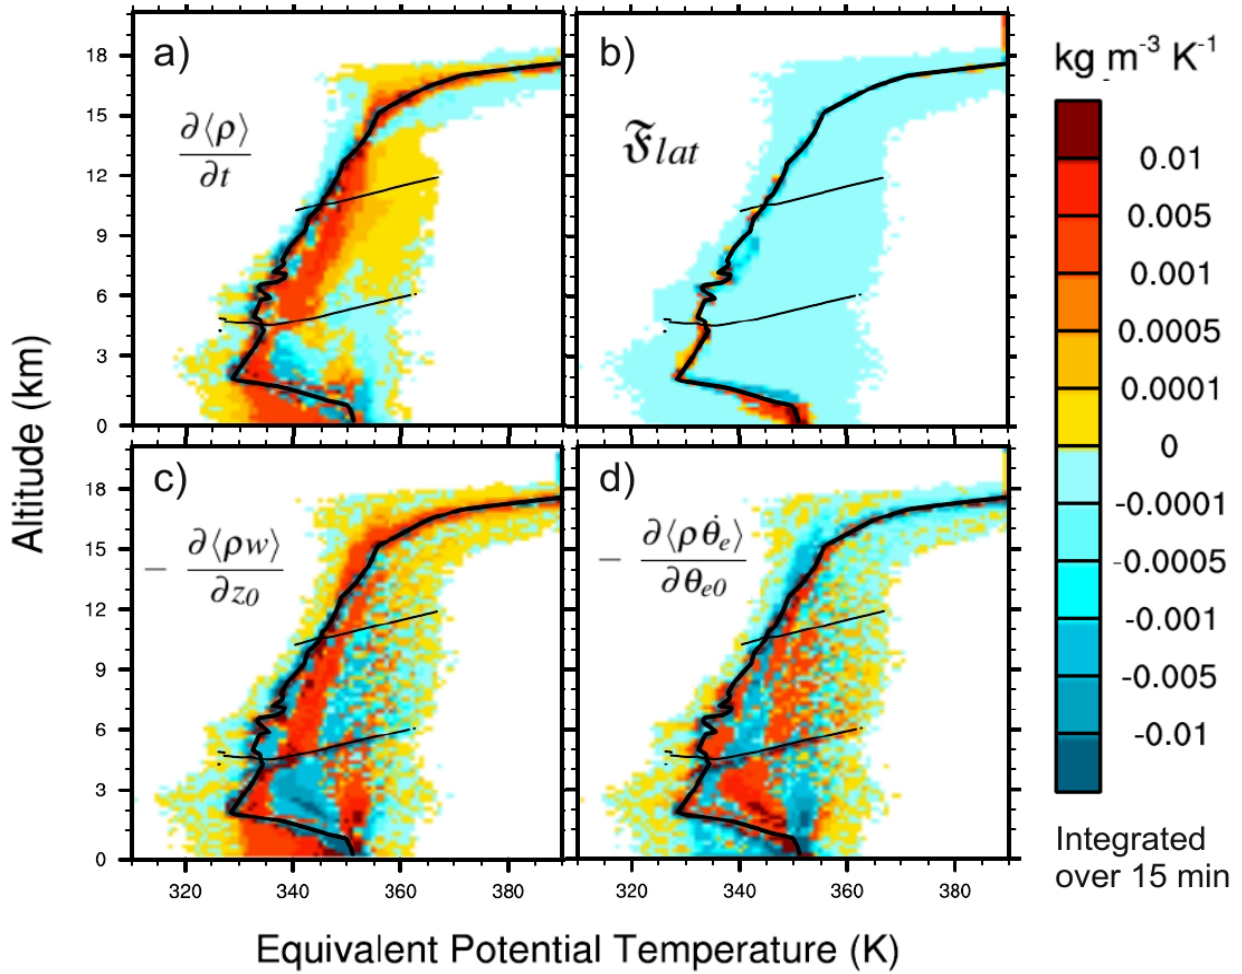 a)
∂⟨ρ⟩
∂t
b)
𝔉lat
kg m-3 K-1
0.01
0.005
0.001
0.0005
0.0001
0
-0.0001
-0.0005
-0.001
-0.005
-0.01
Integrated
over 15 min
18
15
12
9
6
3
0
c)
− ∂⟨ρw⟩
∂z0
d)
− ∂⟨ρθ̇e⟩
∂θe0
18
15
12
9
6
3
0
320 340 360 380
320 340 360 380
Altitude (km)
Equivalent Potential Temperature (K)